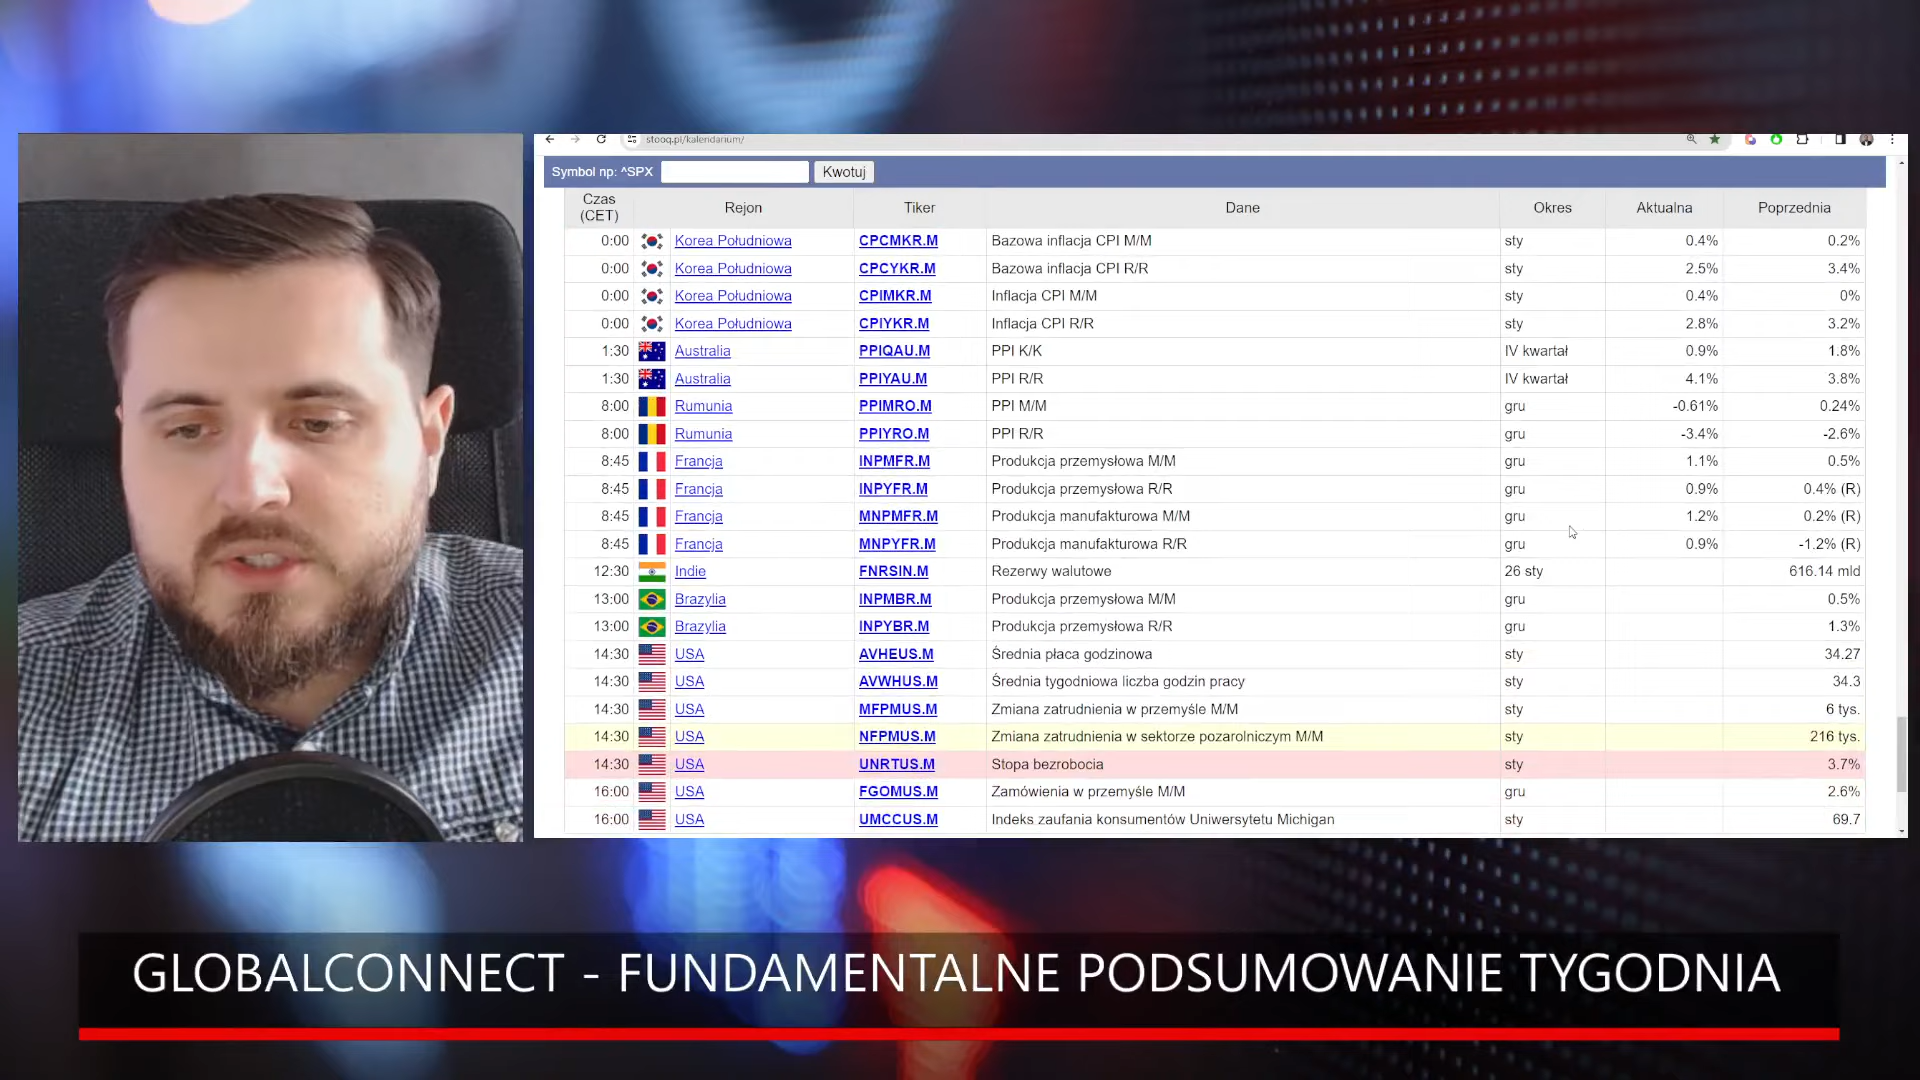 stooq.pl/kalendarium/
Symbol np: ^SPX Kwotuj
Czas (CET) Rejon Tiker Dane Okres Aktualna Poprzednia
0:00 Korea Południowa CPCMKR.M Bazowa inflacja CPI M/M sty 0.4% 0.2%
0:00 Korea Południowa CPCYKR.M Bazowa inflacja CPI R/R sty 2.5% 3.4%
0:00 Korea Południowa CPIMKR.M Inflacja CPI M/M sty 0.4% 0%
0:00 Korea Południowa CPIYKR.M Inflacja CPI R/R sty 2.8% 3.2%
1:30 Australia PPIQAU.M PPI K/K IV kwartał 0.9% 1.8%
1:30 Australia PPIYAU.M PPI R/R IV kwartał 4.1% 3.8%
8:00 Rumunia PPIMRO.M PPI M/M gru -0.61% 0.24%
8:00 Rumunia PPIYRO.M PPI R/R gru -3.4% -2.6%
8:45 Francja INPMFR.M Produkcja przemysłowa M/M gru 1.1% 0.5%
8:45 Francja INPYFR.M Produkcja przemysłowa R/R gru 0.9% 0.4% (R)
8:45 Francja MNPMFR.M Produkcja manufakturowa M/M gru 1.2% 0.2% (R)
8:45 Francja MNPYFR.M Produkcja manufakturowa R/R gru 0.9% -1.2% (R)
12:30 Indie FNRSIN.M Rezerwy walutowe 26 sty 616.14 mld
13:00 Brazylia INPMBR.M Produkcja przemysłowa M/M gru 0.5%
13:00 Brazylia INPYBR.M Produkcja przemysłowa R/R gru 1.3%
14:30 USA AVHEUS.M Średnia płaca godzinowa sty 34.27
14:30 USA AVWHUS.M Średnia tygodniowa liczba godzin pracy sty 34.3
14:30 USA MFPMUS.M Zmiana zatrudnienia w przemyśle M/M sty 6 tys.
14:30 USA NFPMUS.M Zmiana zatrudnienia w sektorze pozarolniczym M/M sty 216 tys.
14:30 USA UNRTUS.M Stopa bezrobocia sty 3.7%
16:00 USA FGOMUS.M Zamówienia w przemyśle M/M gru 2.6%
16:00 USA UMCCUS.M Indeks zaufania konsumentów Uniwersytetu Michigan sty 69.7
GLOBALCONNECT - FUNDAMENTALNE PODSUMOWANIE TYGODNIA